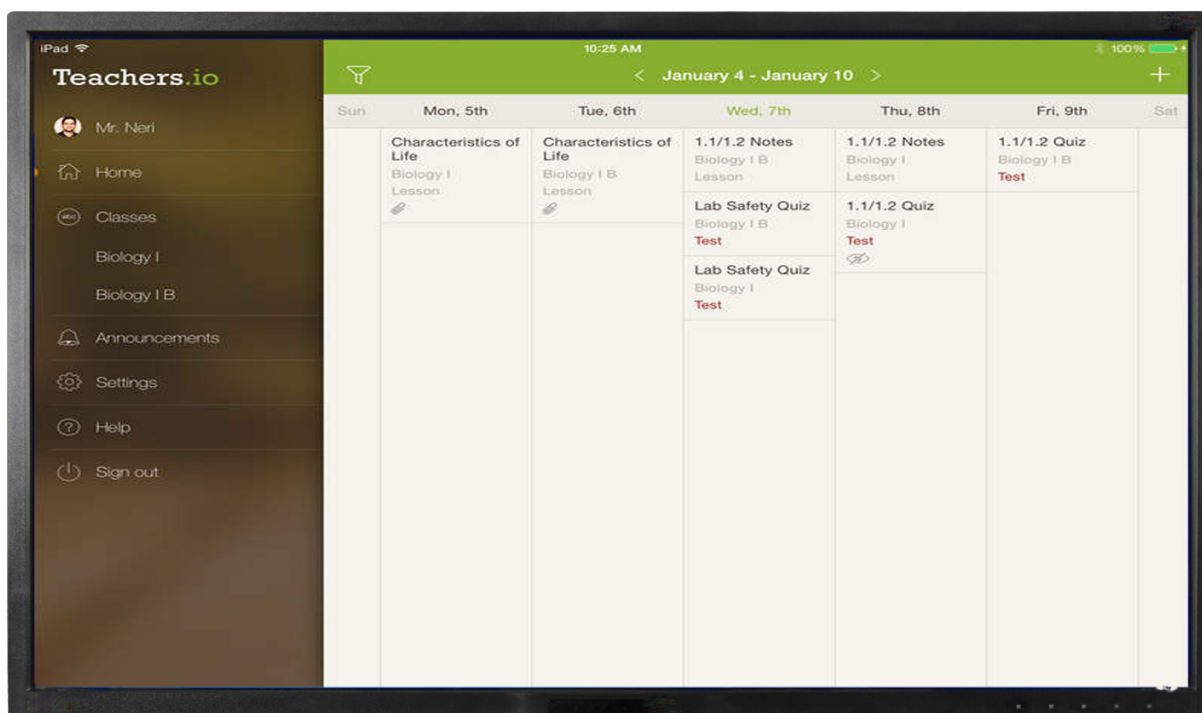 iPad
10:25 AM
100%
Teachers.io
< January 4 - January 10 >
+
Mr. Neri
Home
abc
Classes
Biology I
Biology I B
Announcements
Settings
?
Help
Sign out
Sun
Mon, 5th
Tue, 6th
Wed, 7th
Thu, 8th
Fri, 9th
Sat
Characteristics of
Life
Biology I
Lesson
Characteristics of
Life
Biology I B
Lesson
1.1/1.2 Notes
Biology I B
Lesson
Lab Safety Quiz
Biology I B
Test
Lab Safety Quiz
Biology I
Test
1.1/1.2 Notes
Biology I
Lesson
1.1/1.2 Quiz
Biology I
Test
1.1/1.2 Quiz
Biology I B
Test